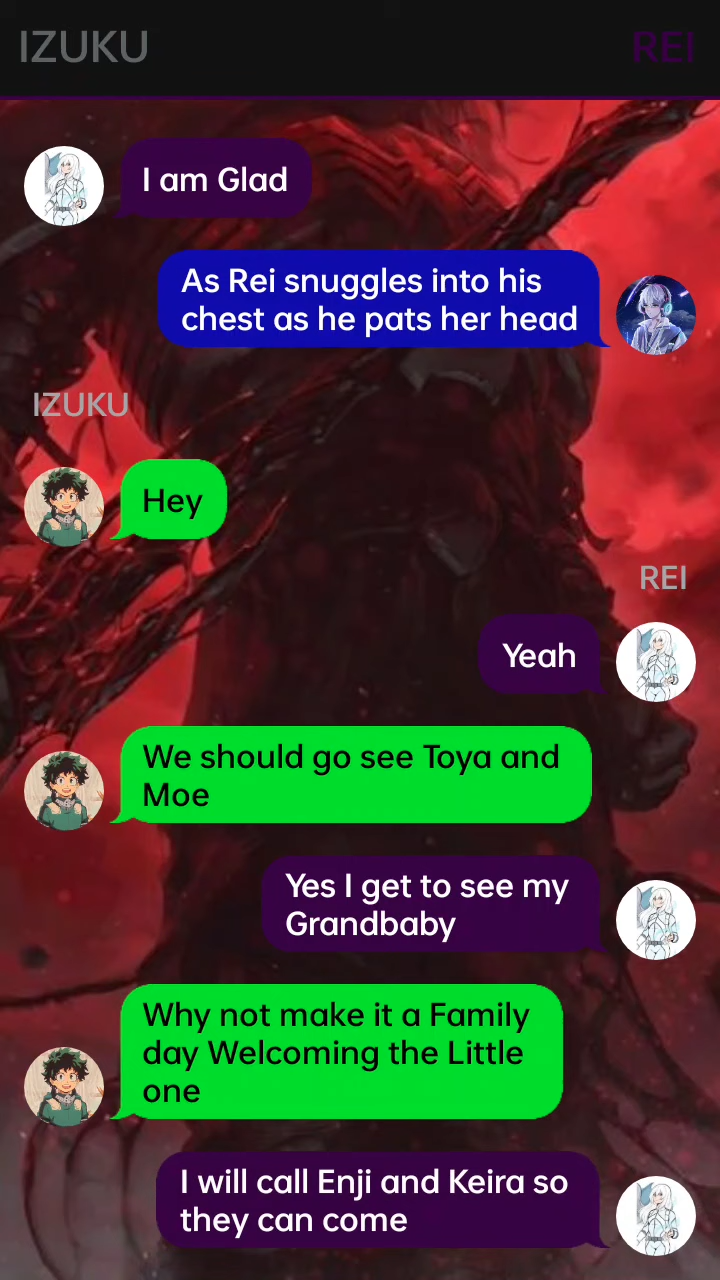 IZUKU
REI
I am Glad
As Rei snuggles into his
chest as he pats her head
IZUKU
Hey
REI
Yeah
We should go see Toya and
Moe
Yes I get to see my
Grandbaby
Why not make it a Family
day Welcoming the Little
one
I will call Enji and Keira so
they can come